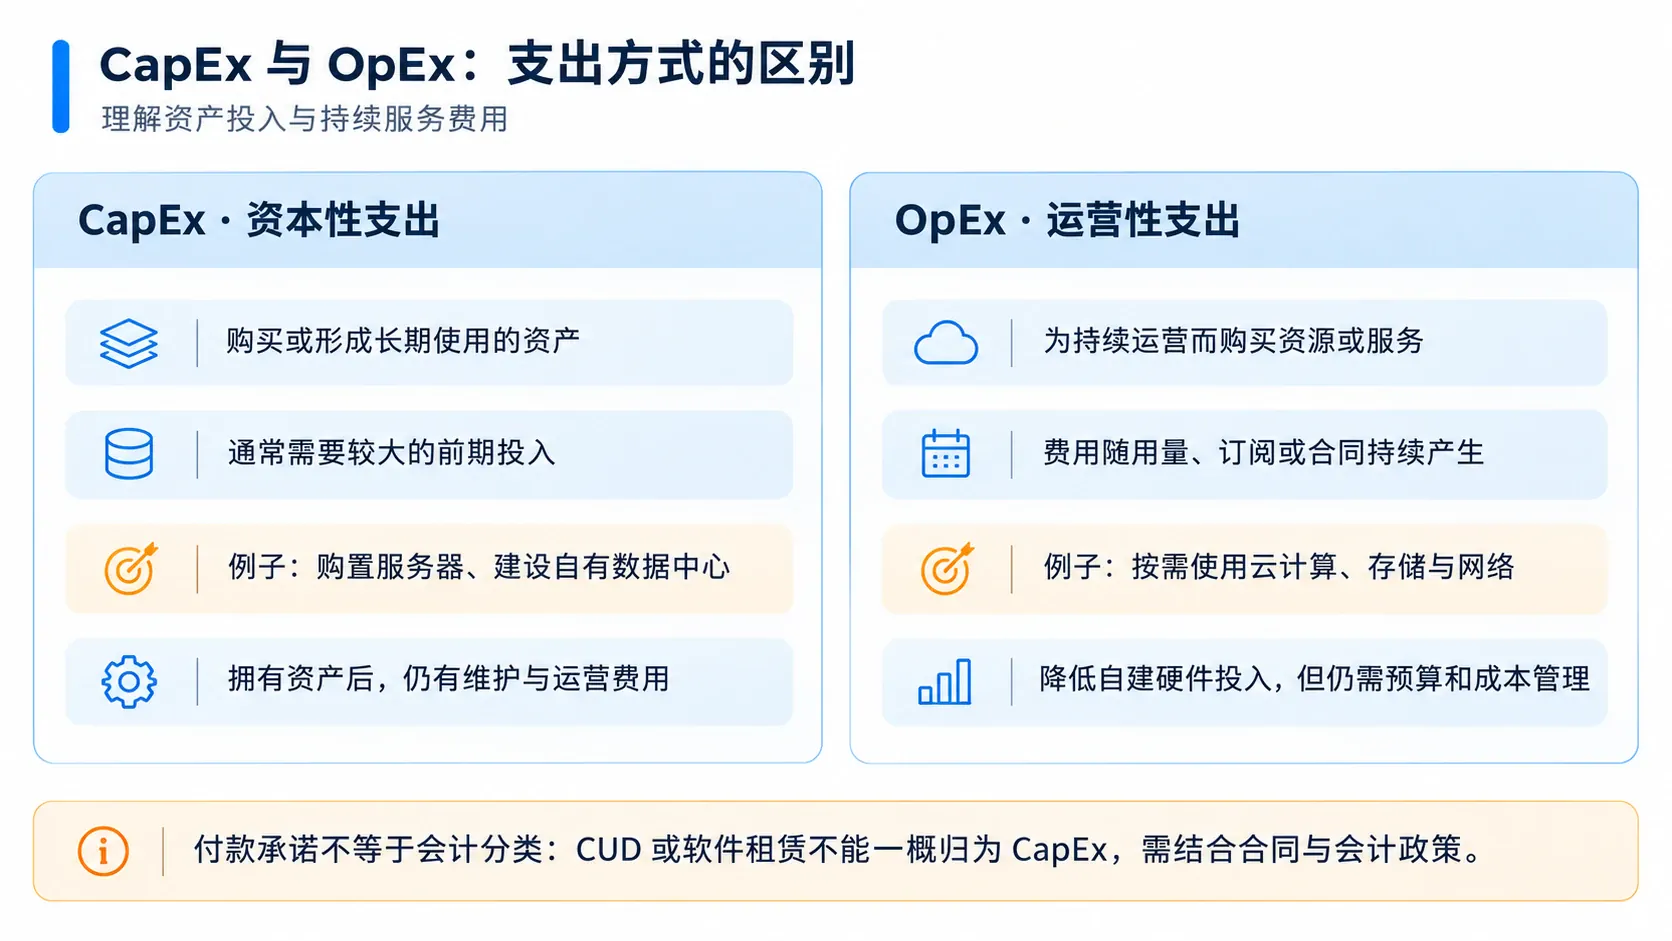 CapEx 与 OpEx：支出方式的区别
理解资产投入与持续服务费用
CapEx · 资本性支出
购买或形成长期使用的资产
通常需要较大的前期投入
例子：购置服务器、建设自有数据中心
拥有资产后，仍有维护与运营费用
OpEx · 运营性支出
为持续运营而购买资源或服务
费用随用量、订阅或合同持续产生
例子：按需使用云计算、存储与网络
降低自建硬件投入，但仍需预算和成本管理
付款承诺不等于会计分类：CUD 或软件租赁不能一概归为 CapEx，需结合合同与会计政策。